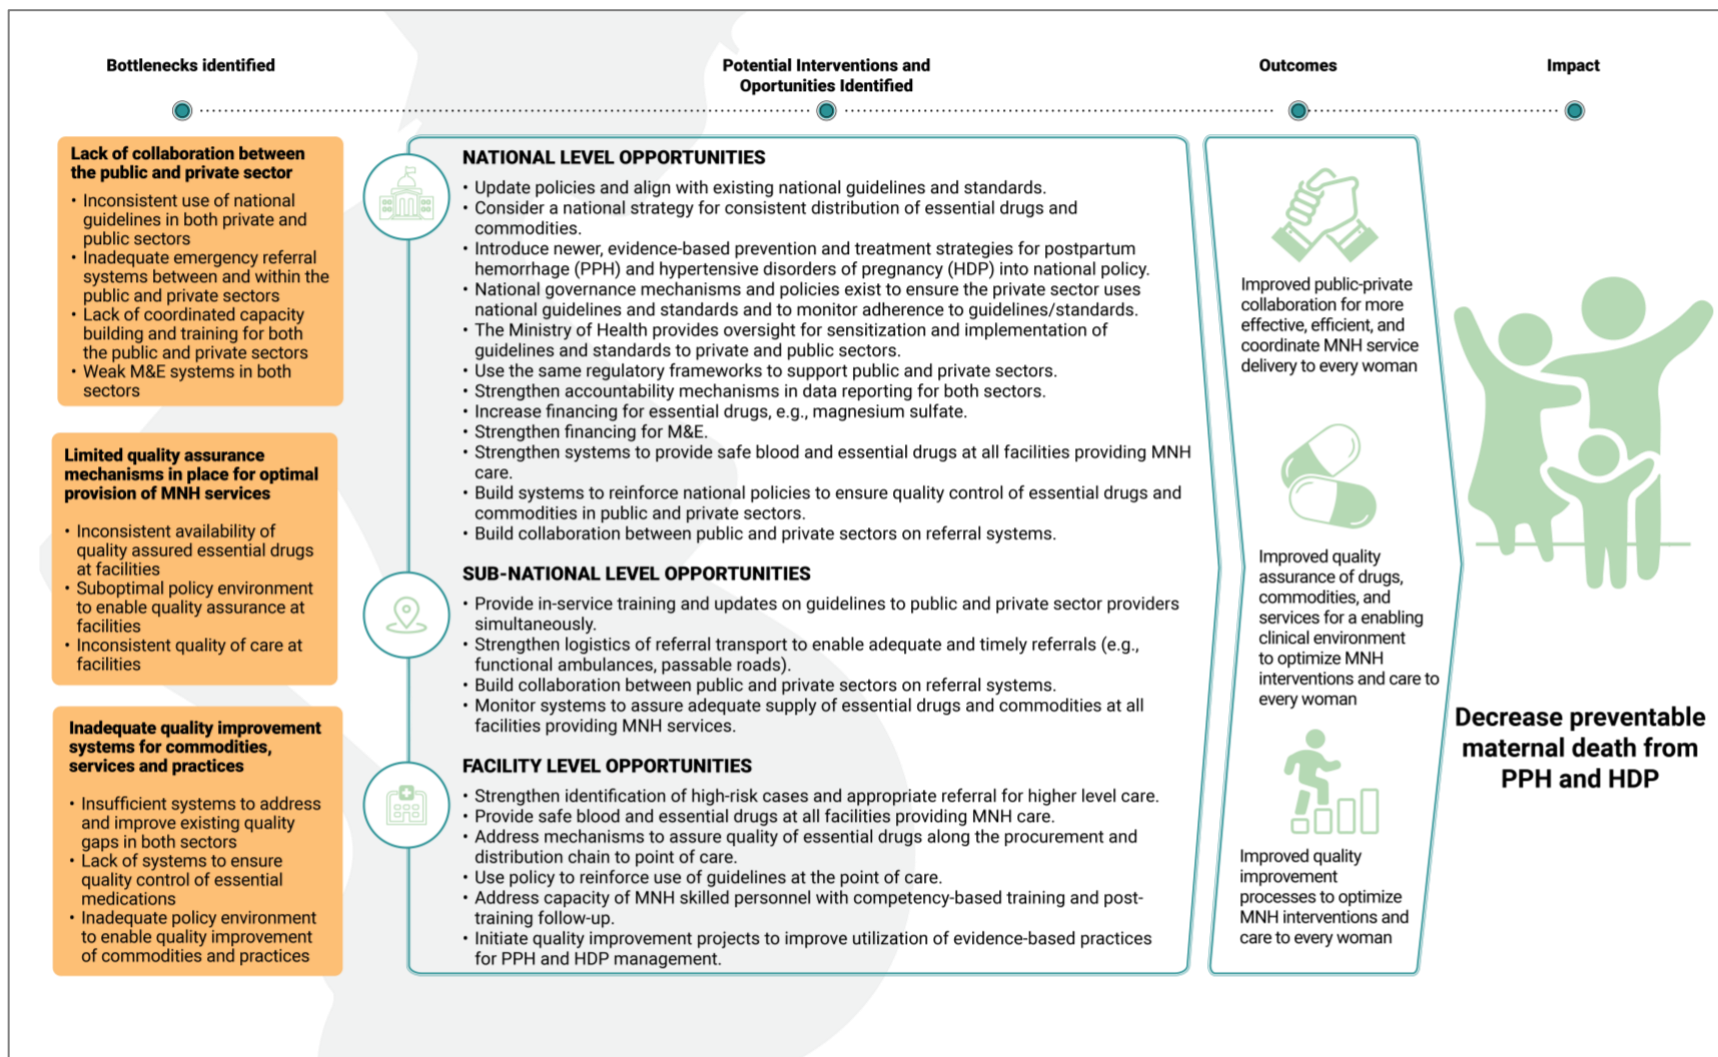 Bottlenecks identified
Potential Interventions and
Oportunities Identified
Outcomes
Impact
Lack of collaboration between
the public and private sector
• Inconsistent use of national
guidelines in both private and
public sectors
• Inadequate emergency referral
systems between and within the
public and private sectors
• Lack of coordinated capacity
building and training for both
the public and private sectors
• Weak M&E systems in both
sectors
Limited quality assurance
mechanisms in place for optimal
provision of MNH services
• Inconsistent availability of
quality assured essential drugs
at facilities
• Suboptimal policy environment
to enable quality assurance at
facilities
• Inconsistent quality of care at
facilities
Inadequate quality improvement
systems for commodities,
services and practices
• Insufficient systems to address
and improve existing quality
gaps in both sectors
• Lack of systems to ensure
quality control of essential
medications
• Inadequate policy environment
to enable quality improvement
of commodities and practices
NATIONAL LEVEL OPPORTUNITIES
• Update policies and align with existing national guidelines and standards.
• Consider a national strategy for consistent distribution of essential drugs and
commodities.
• Introduce newer, evidence-based prevention and treatment strategies for postpartum
hemorrhage (PPH) and hypertensive disorders of pregnancy (HDP) into national policy.
• National governance mechanisms and policies exist to ensure the private sector uses
national guidelines and standards and to monitor adherence to guidelines/standards.
• The Ministry of Health provides oversight for sensitization and implementation of
guidelines and standards to private and public sectors.
• Use the same regulatory frameworks to support public and private sectors.
• Strengthen accountability mechanisms in data reporting for both sectors.
• Increase financing for essential drugs, e.g., magnesium sulfate.
• Strengthen financing for M&E.
• Strengthen systems to provide safe blood and essential drugs at all facilities providing MNH
care.
• Build systems to reinforce national policies to ensure quality control of essential drugs and
commodities in public and private sectors.
• Build collaboration between public and private sectors on referral systems.
SUB-NATIONAL LEVEL OPPORTUNITIES
• Provide in-service training and updates on guidelines to public and private sector providers
simultaneously.
• Strengthen logistics of referral transport to enable adequate and timely referrals (e.g.,
functional ambulances, passable roads).
• Build collaboration between public and private sectors on referral systems.
• Monitor systems to assure adequate supply of essential drugs and commodities at all
facilities providing MNH services.
FACILITY LEVEL OPPORTUNITIES
• Strengthen identification of high-risk cases and appropriate referral for higher level care.
• Provide safe blood and essential drugs at all facilities providing MNH care.
• Address mechanisms to assure quality of essential drugs along the procurement and
distribution chain to point of care.
• Use policy to reinforce use of guidelines at the point of care.
• Address capacity of MNH skilled personnel with competency-based training and post-
training follow-up.
• Initiate quality improvement projects to improve utilization of evidence-based practices
for PPH and HDP management.
Improved public-private
collaboration for more
effective, efficient, and
coordinate MNH service
delivery to every woman
Improved quality
assurance of drugs,
commodities, and
services for a enabling
clinical environment
to optimize MNH
interventions and care to
every woman
Improved quality
improvement
processes to optimize
MNH interventions and
care to every woman
Decrease preventable
maternal death from
PPH and HDP